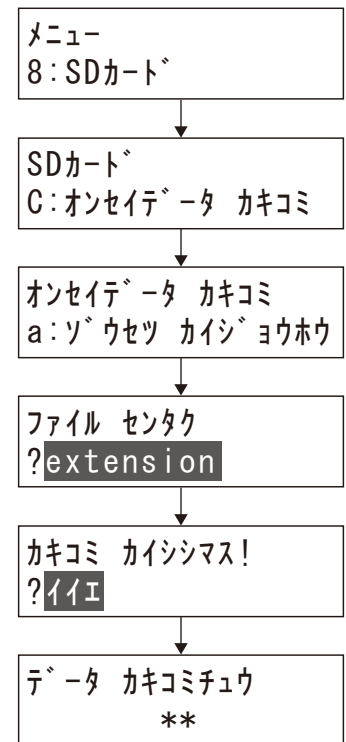 メニュー
8:SDカード
SDカード
C:オンセイデータ カキコミ
オンセイデータ カキコミ
a:ゾウセツ カイジョウホウ
ファイル センタク
?extension
カキコミ カイシシマス!
?イイエ
データ カキコミチュウ
**